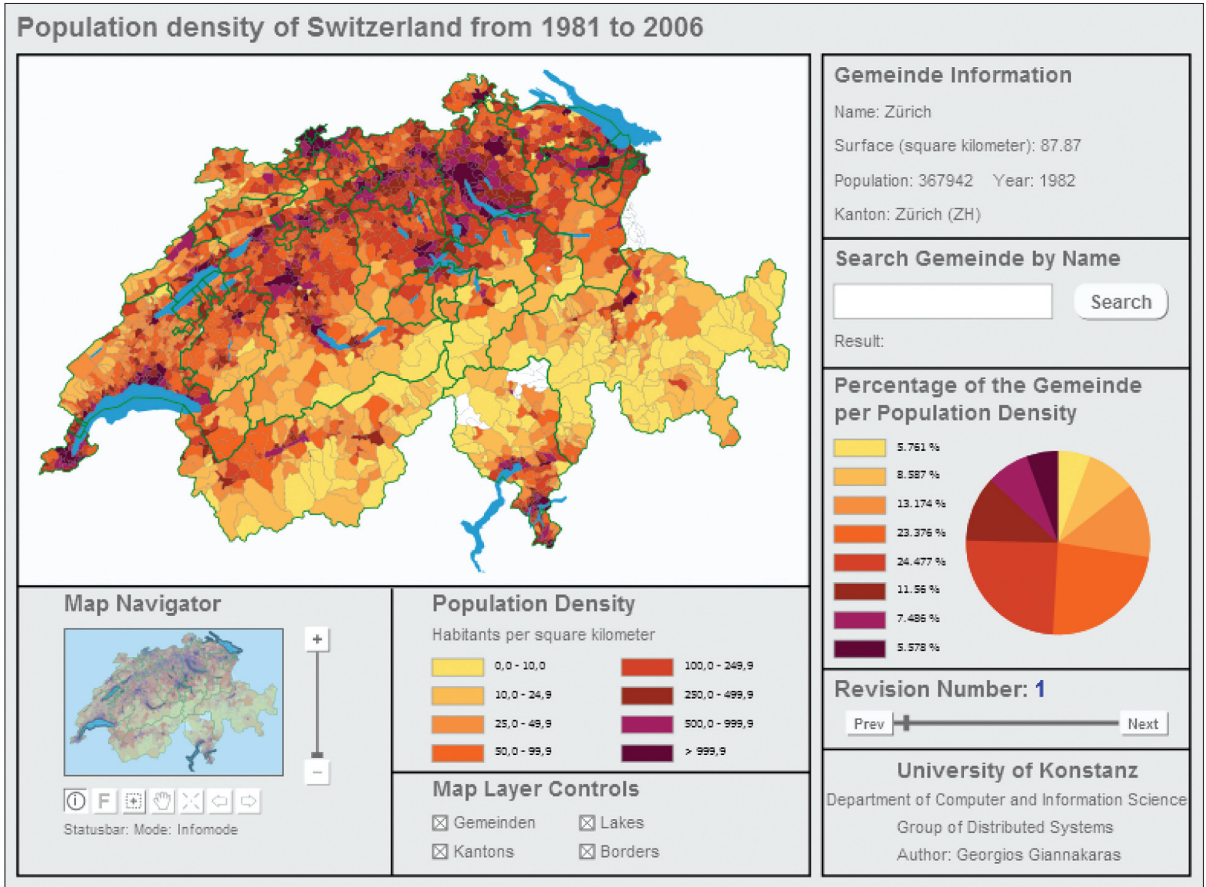 Population density of Switzerland from 1981 to 2006
Gemeinde Information
Name: Zürich
Surface (square kilometer): 87.87
Population: 367942 Year: 1982
Kanton: Zürich (ZH)
Search Gemeinde by Name
Search
Result:
Percentage of the Gemeinde
per Population Density
5.761 %
8.587 %
13.174 %
23.376 %
24.477 %
11.56 %
7.486 %
5.578 %
Map Navigator
+
−
F
Statusbar: Mode: Infomode
Population Density
Habitants per square kilometer
0,0 - 10,0
10,0 - 24,9
25,0 - 49,9
50,0 - 99,9
100,0 - 249,9
250,0 - 499,9
500,0 - 999,9
> 999,9
Map Layer Controls
Gemeinden
Lakes
Kantons
Borders
Revision Number: 1
Prev
Next
University of Konstanz
Department of Computer and Information Science
Group of Distributed Systems
Author: Georgios Giannakaras